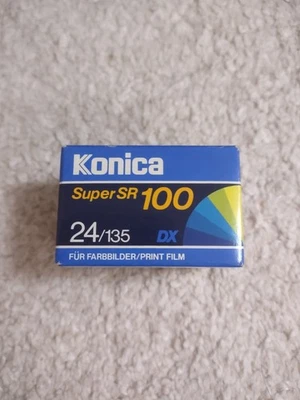 Konica
Super SR 100
24/135 DX
FÜR FARBBILDER/PRINT FILM